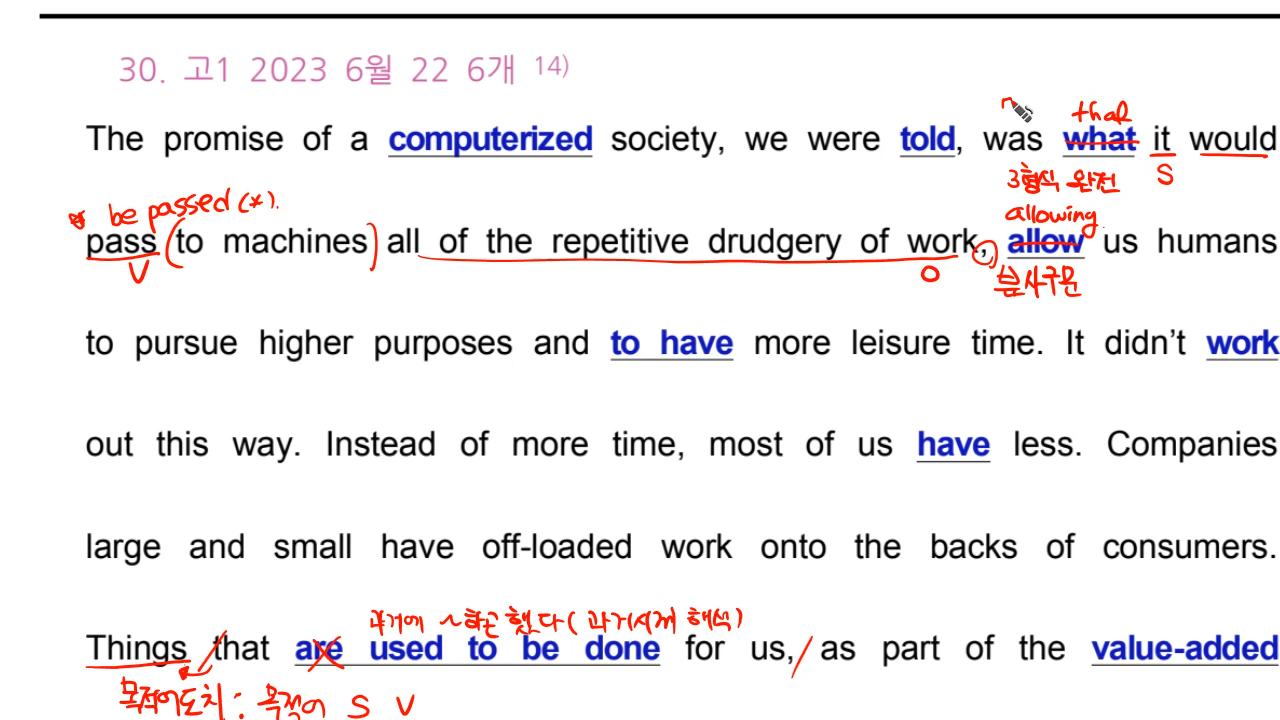 30. 고1 2023 6월 22 6개 14)
that
The promise of a computerized society, we were told, was what it would
3형식 완전 S
be passed(×). allowing
pass (to machines) all of the repetitive drudgery of work, allow us humans
V O 분사구문
to pursue higher purposes and to have more leisure time. It didn't work
out this way. Instead of more time, most of us have less. Companies
large and small have off-loaded work onto the backs of consumers.
과거에 ~하곤 했다(과거시제 해석)
Things that are used to be done for us, as part of the value-added
목적어도치: 목적어 S V